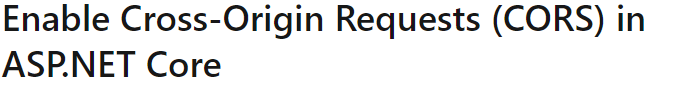 Enable Cross-Origin Requests (CORS) in
ASP.NET Core